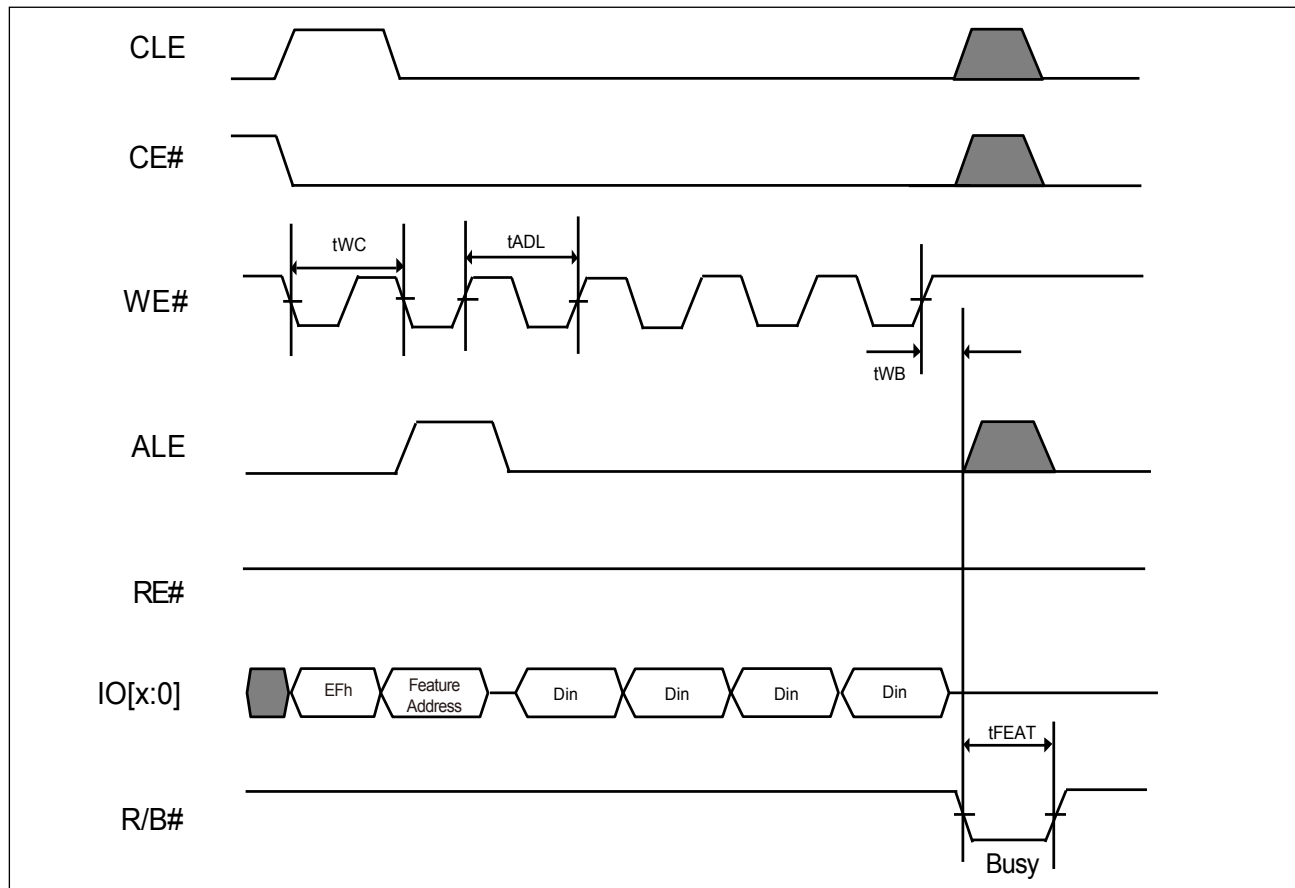 CLE
CE#
tWC
tADL
WE#
tWB
ALE
RE#
IO[x:0]
EFh
Feature
Address
Din
Din
Din
Din
tFEAT
R/B#
Busy